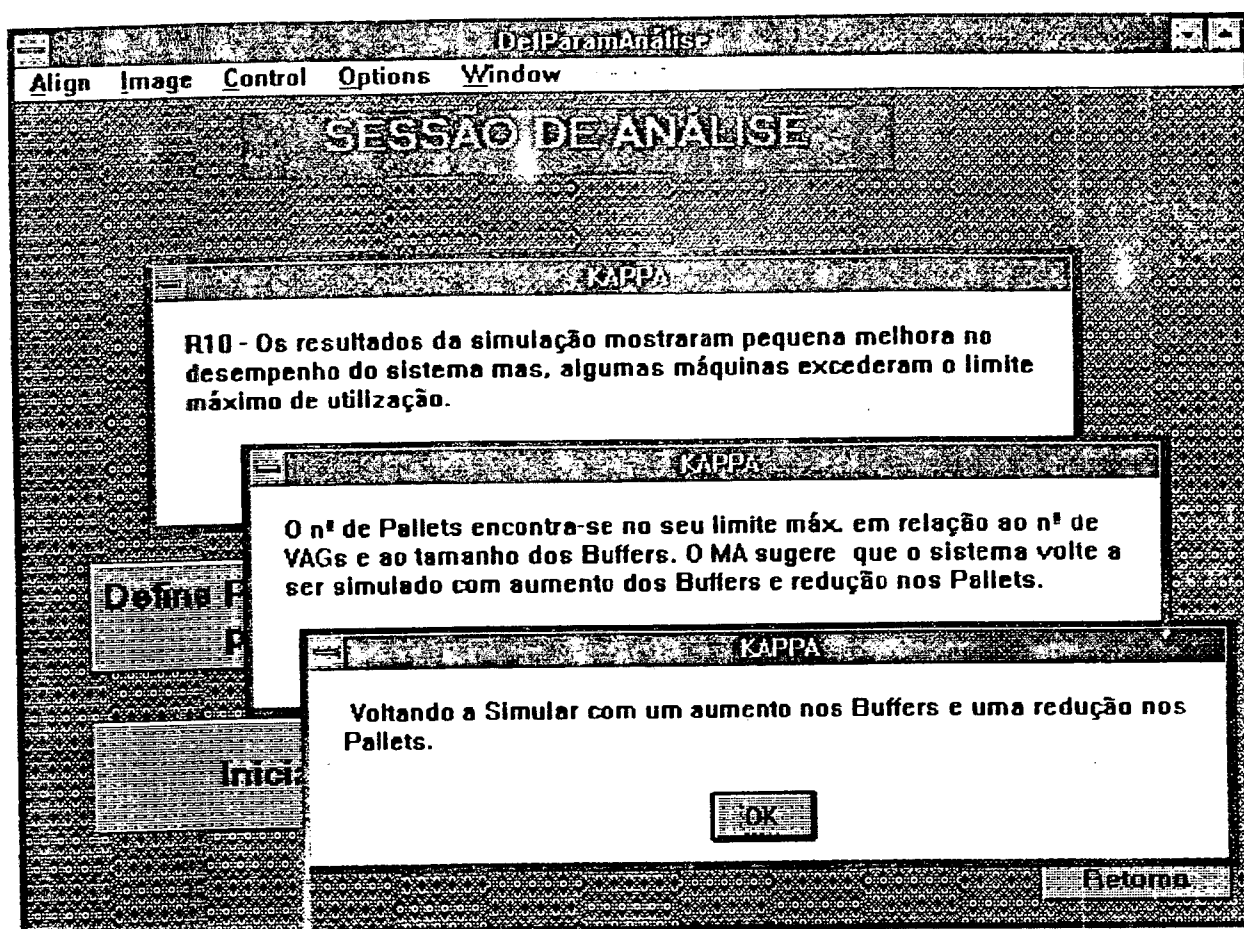 DefParamAnálise
Align Image Control Options Window
SESSÃO DE ANÁLISE
KAPPA
R10 - Os resultados da simulação mostraram pequena melhora no
desempenho do sistema mas, algumas máquinas excederam o limite
máximo de utilização.
KAPPA
O nº de Pallets encontra-se no seu limite máx. em relação ao nº de
VAGs e ao tamanho dos Buffers. O MA sugere que o sistema volte a
ser simulado com aumento dos Buffers e redução nos Pallets.
Define P
P
KAPPA
Voltando a Simular com um aumento nos Buffers e uma redução nos
Pallets.
Inicia
OK
Retorno